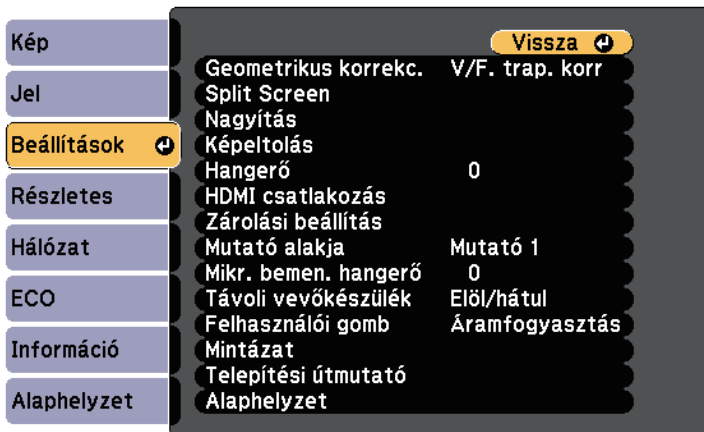 Kép
Jel
Beállítások
Részletes
Hálózat
ECO
Információ
Alaphelyzet
Vissza
Geometrikus korrekc. V/F. trap. korr
Split Screen
Nagyítás
Képeltolás
Hangerő 0
HDMI csatlakozás
Zárolási beállítás
Mutató alakja Mutató 1
Mikr. bemen. hangerő 0
Távoli vevőkészülék Elöl/hátul
Felhasználói gomb Áramfogyasztás
Mintázat
Telepítési útmutató
Alaphelyzet